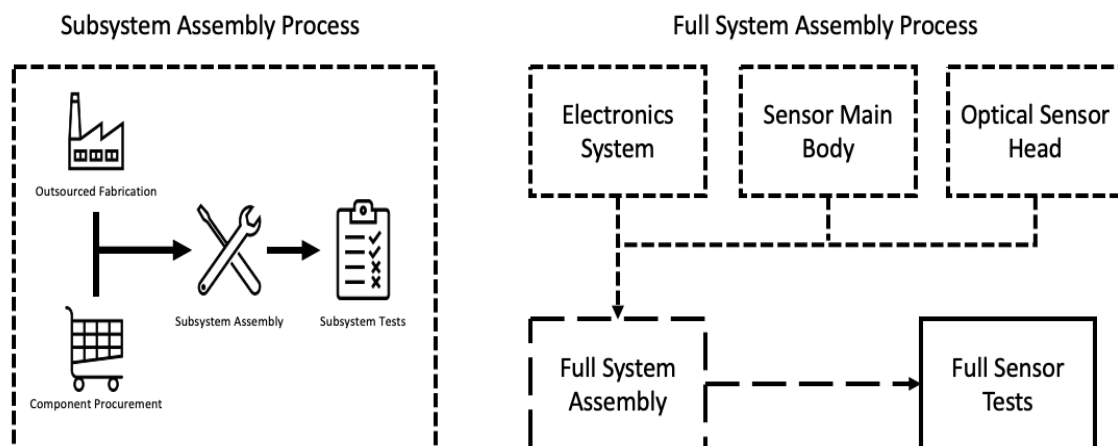 Subsystem Assembly Process
Outsourced Fabrication
Subsystem Assembly
Subsystem Tests
Component Procurement
Full System Assembly Process
Electronics
System
Sensor Main
Body
Optical Sensor
Head
Full System
Assembly
Full Sensor
Tests